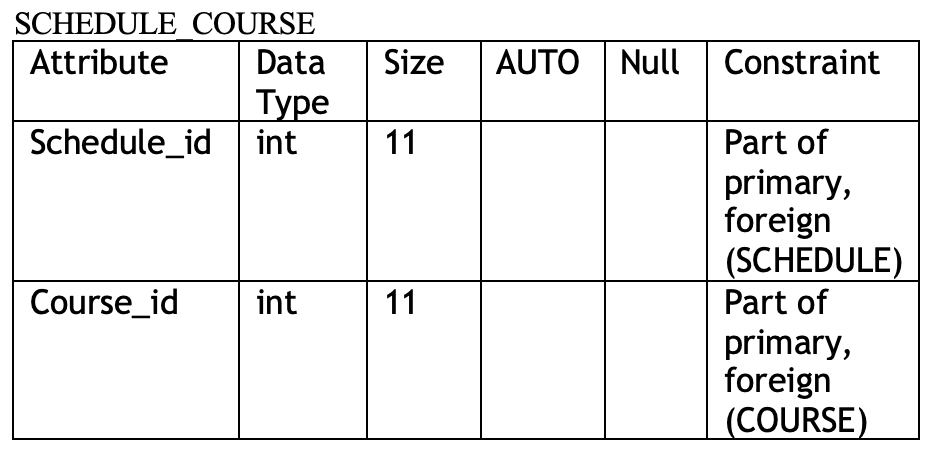 SCHEDULE_COURSE
Attribute Data Type Size AUTO Null Constraint
Schedule_id int 11 Part of primary, foreign (SCHEDULE)
Course_id int 11 Part of primary, foreign (COURSE)